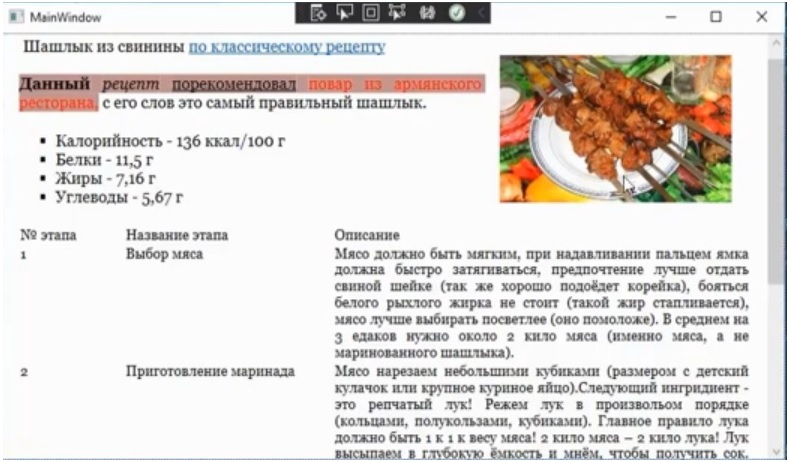 MainWindow
Шашлык из свинины по классическому рецепту
Данный рецепт порекомендовал повар из армянского
ресторана, с его слов это самый правильный шашлык.
▪ Калорийность - 136 ккал/100 г
▪ Белки - 11,5 г
▪ Жиры - 7,16 г
▪ Углеводы - 5,67 г
№ этапа Название этапа Описание
1 Выбор мяса Мясо должно быть мягким, при надавливании пальцем ямка
должна быстро затягиваться, предпочтение лучше отдать
свиной шейке (так же хорошо подоёдет корейка), бояться
белого рыхлого жирка не стоит (такой жир стапливается),
мясо лучше выбирать посветлее (оно помоложе). В среднем на
3 едаков нужно около 2 кило мяса (именно мяса, а не
маринованного шашлыка).
2 Приготовление маринада Мясо нарезаем небольшими кубиками (размером с детский
кулачок или крупное куриное яйцо).Следующий ингридиент -
это репчатый лук! Режем лук в произвольом порядке
(кольцами, полукользами, кубиками). Главное правило лука
должно быть 1 к 1 к весу мяса! 2 кило мяса – 2 кило лука! Лук
высыпаем в глубокую ёмкость и мнём, чтобы получить сок.